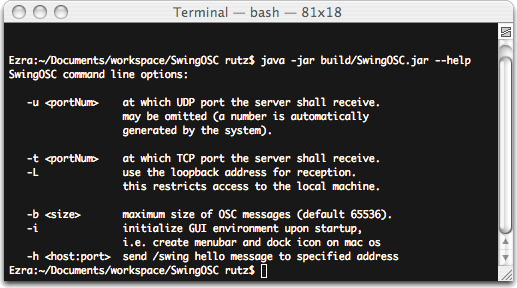 Terminal — bash — 81x18
Ezra:~/Documents/workspace/SwingOSC rutz$ java -jar build/SwingOSC.jar --help
SwingOSC command line options:
-u <portNum> at which UDP port the server shall receive.
may be omitted (a number is automatically
generated by the system).
-t <portNum> at which TCP port the server shall receive.
-L use the loopback address for reception.
this restricts access to the local machine.
-b <size> maximum size of OSC messages (default 65536).
-i initialize GUI environment upon startup,
i.e. create menubar and dock icon on mac os
-h <host:port> send /swing hello message to specified address
Ezra:~/Documents/workspace/SwingOSC rutz$